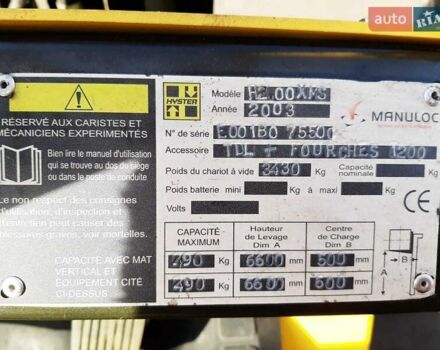 AUTO
RIA
RÉSERVÉ AUX CARISTES ET
MÉCANICIENS EXPERIMENTÉS
Bien lire le manuel d'utilisation
qui se trouve au dos du siège
ou dans le poste de conduite
Le non respect des consignes
d'utilisation, d'inspection et
d'entretien peut causer des
blessures graves, voir mortelles.
CAPACITÉ AVEC MAT
VERTICAL ET
EQUIPEMENT CITÉ
CI-DESSUS
HYSTER
Modèle
Année 2003
MANULOC
N° de série E001B0 7550
Accessoire TDL + FOURCHES 1200
Poids du chariot à vide 3430 Kg Capacité nominale Kg
Poids batterie mini Kg à maxi Kg
Volts
CE
CAPACITÉ MAXIMUM
Hauteur de Levage Dim A
Centre de Charge Dim B
490 Kg 6600 mm 500 mm
490 Kg 6600 mm 600 mm
A
B